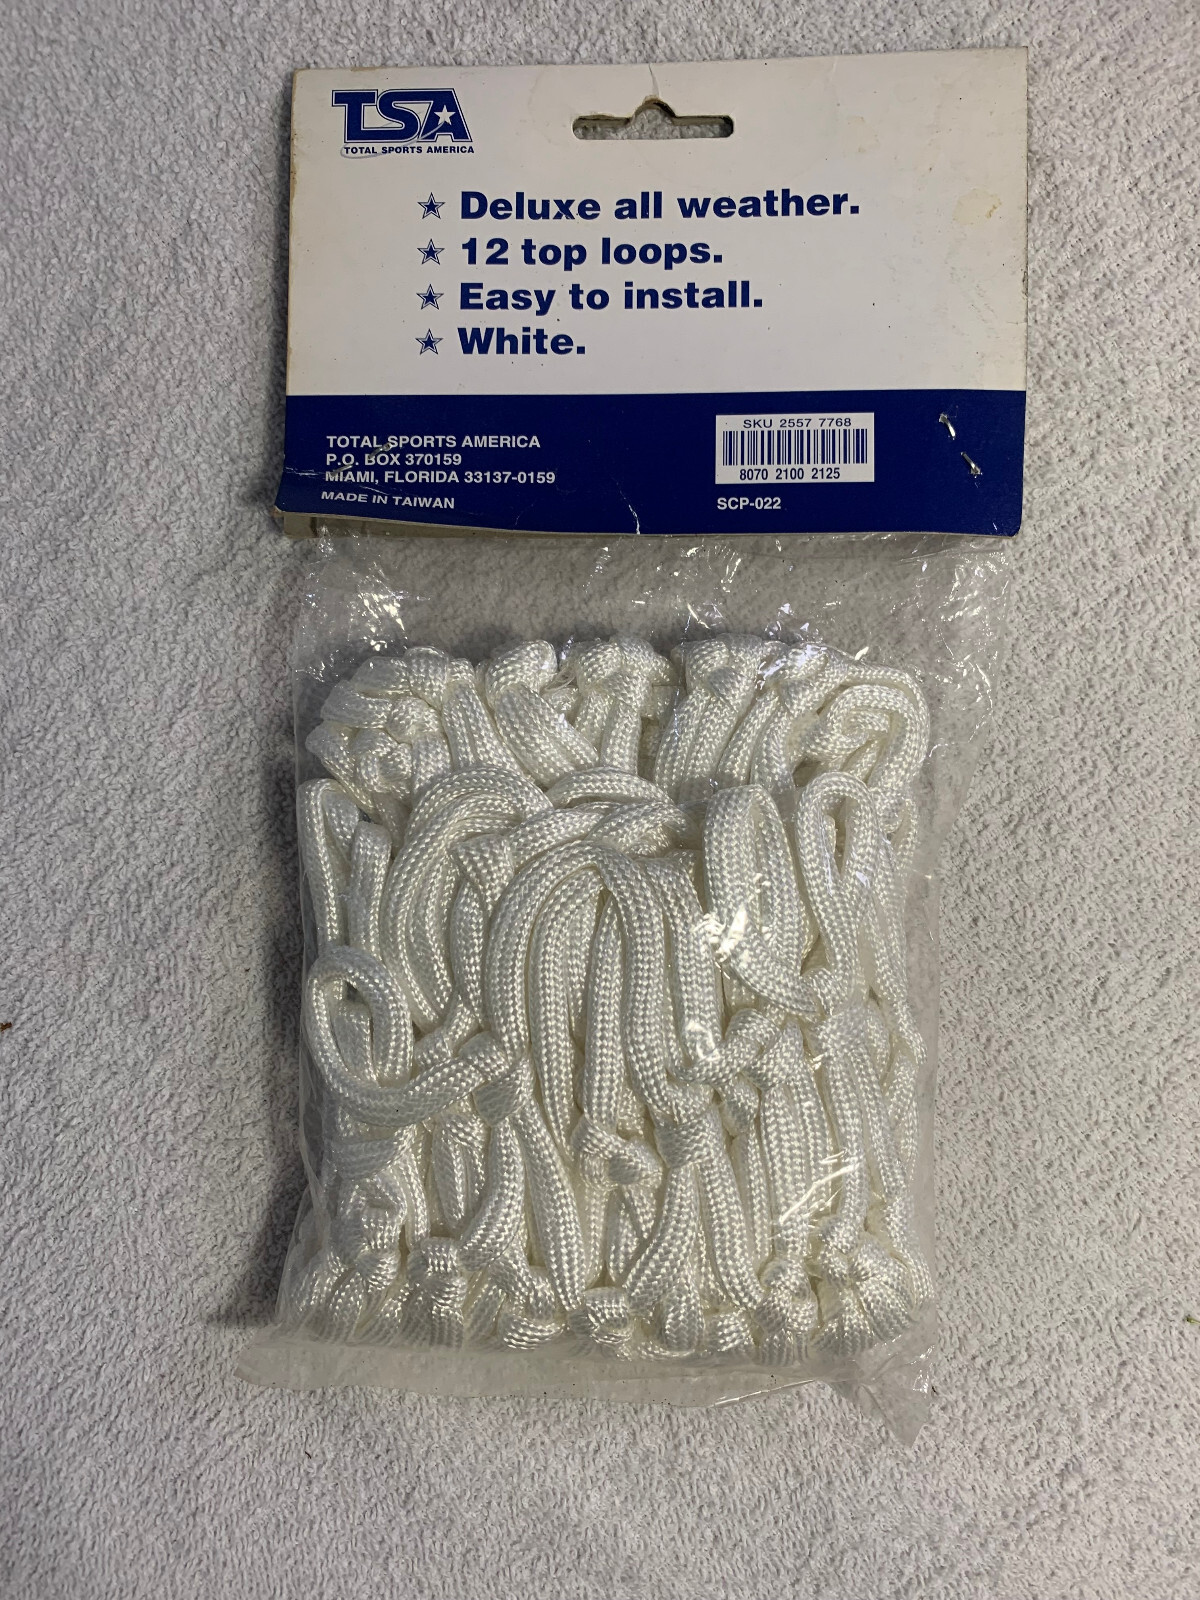 TSA
TOTAL SPORTS AMERICA
Deluxe all weather.
12 top loops.
Easy to install.
White.
TOTAL SPORTS AMERICA
P.O. BOX 370159
MIAMI, FLORIDA 33137-0159
MADE IN TAIWAN
SKU 2557 7768
8070 2100 2125
SCP-022